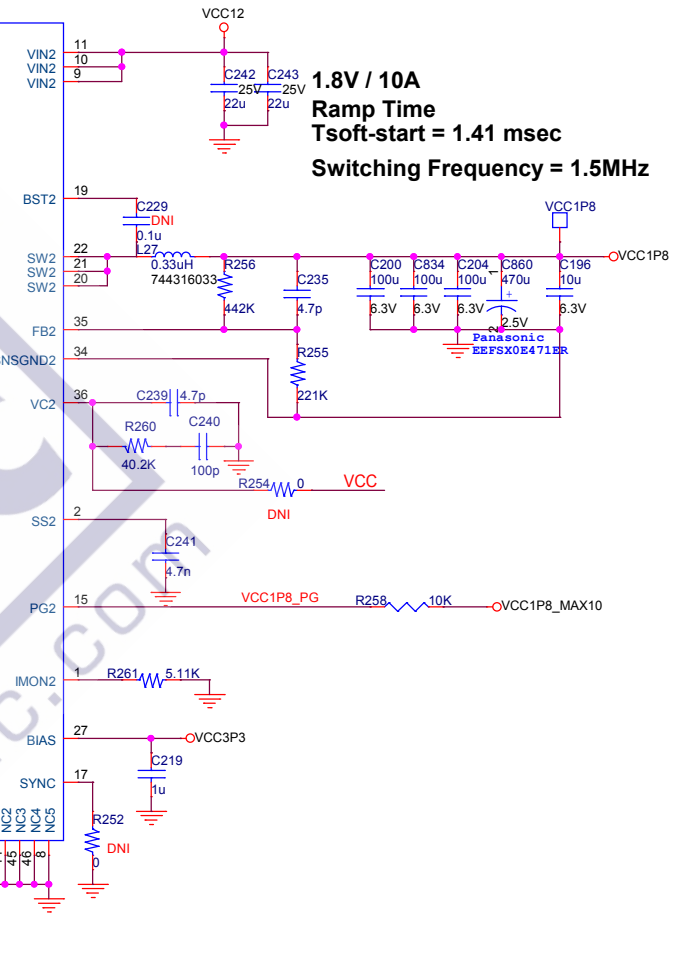 VCC12
VIN2 11
VIN2 10
VIN2 9
C242 25V 22u
C243 25V 22u
1.8V / 10A
Ramp Time
Tsoft-start = 1.41 msec
Switching Frequency = 1.5MHz
BST2 19
C229 DNI 0.1u
VCC1P8
VCC1P8
SW2 22
SW2 21
SW2 20
L27 0.33uH 744316033
R256 442K
C235 4.7p
C200 100u 6.3V
C834 100u 6.3V
C204 100u 6.3V
C860 470u 1 + 2 2.5V
Panasonic
EEFSX0E471ER
C196 10u 6.3V
FB2 35
SNSGND2 34
R255 221K
VC2 36
C239 4.7p
R260 40.2K
C240 100p
R254 0 DNI
VCC
SS2 2
C241 4.7n
PG2 15
VCC1P8_PG
R258 10K
VCC1P8_MAX10
IMON2 1
R261 5.11K
BIAS 27
VCC3P3
C219 1u
SYNC 17
R252 DNI 0
NC2
NC3 45
NC4 46
NC5 8